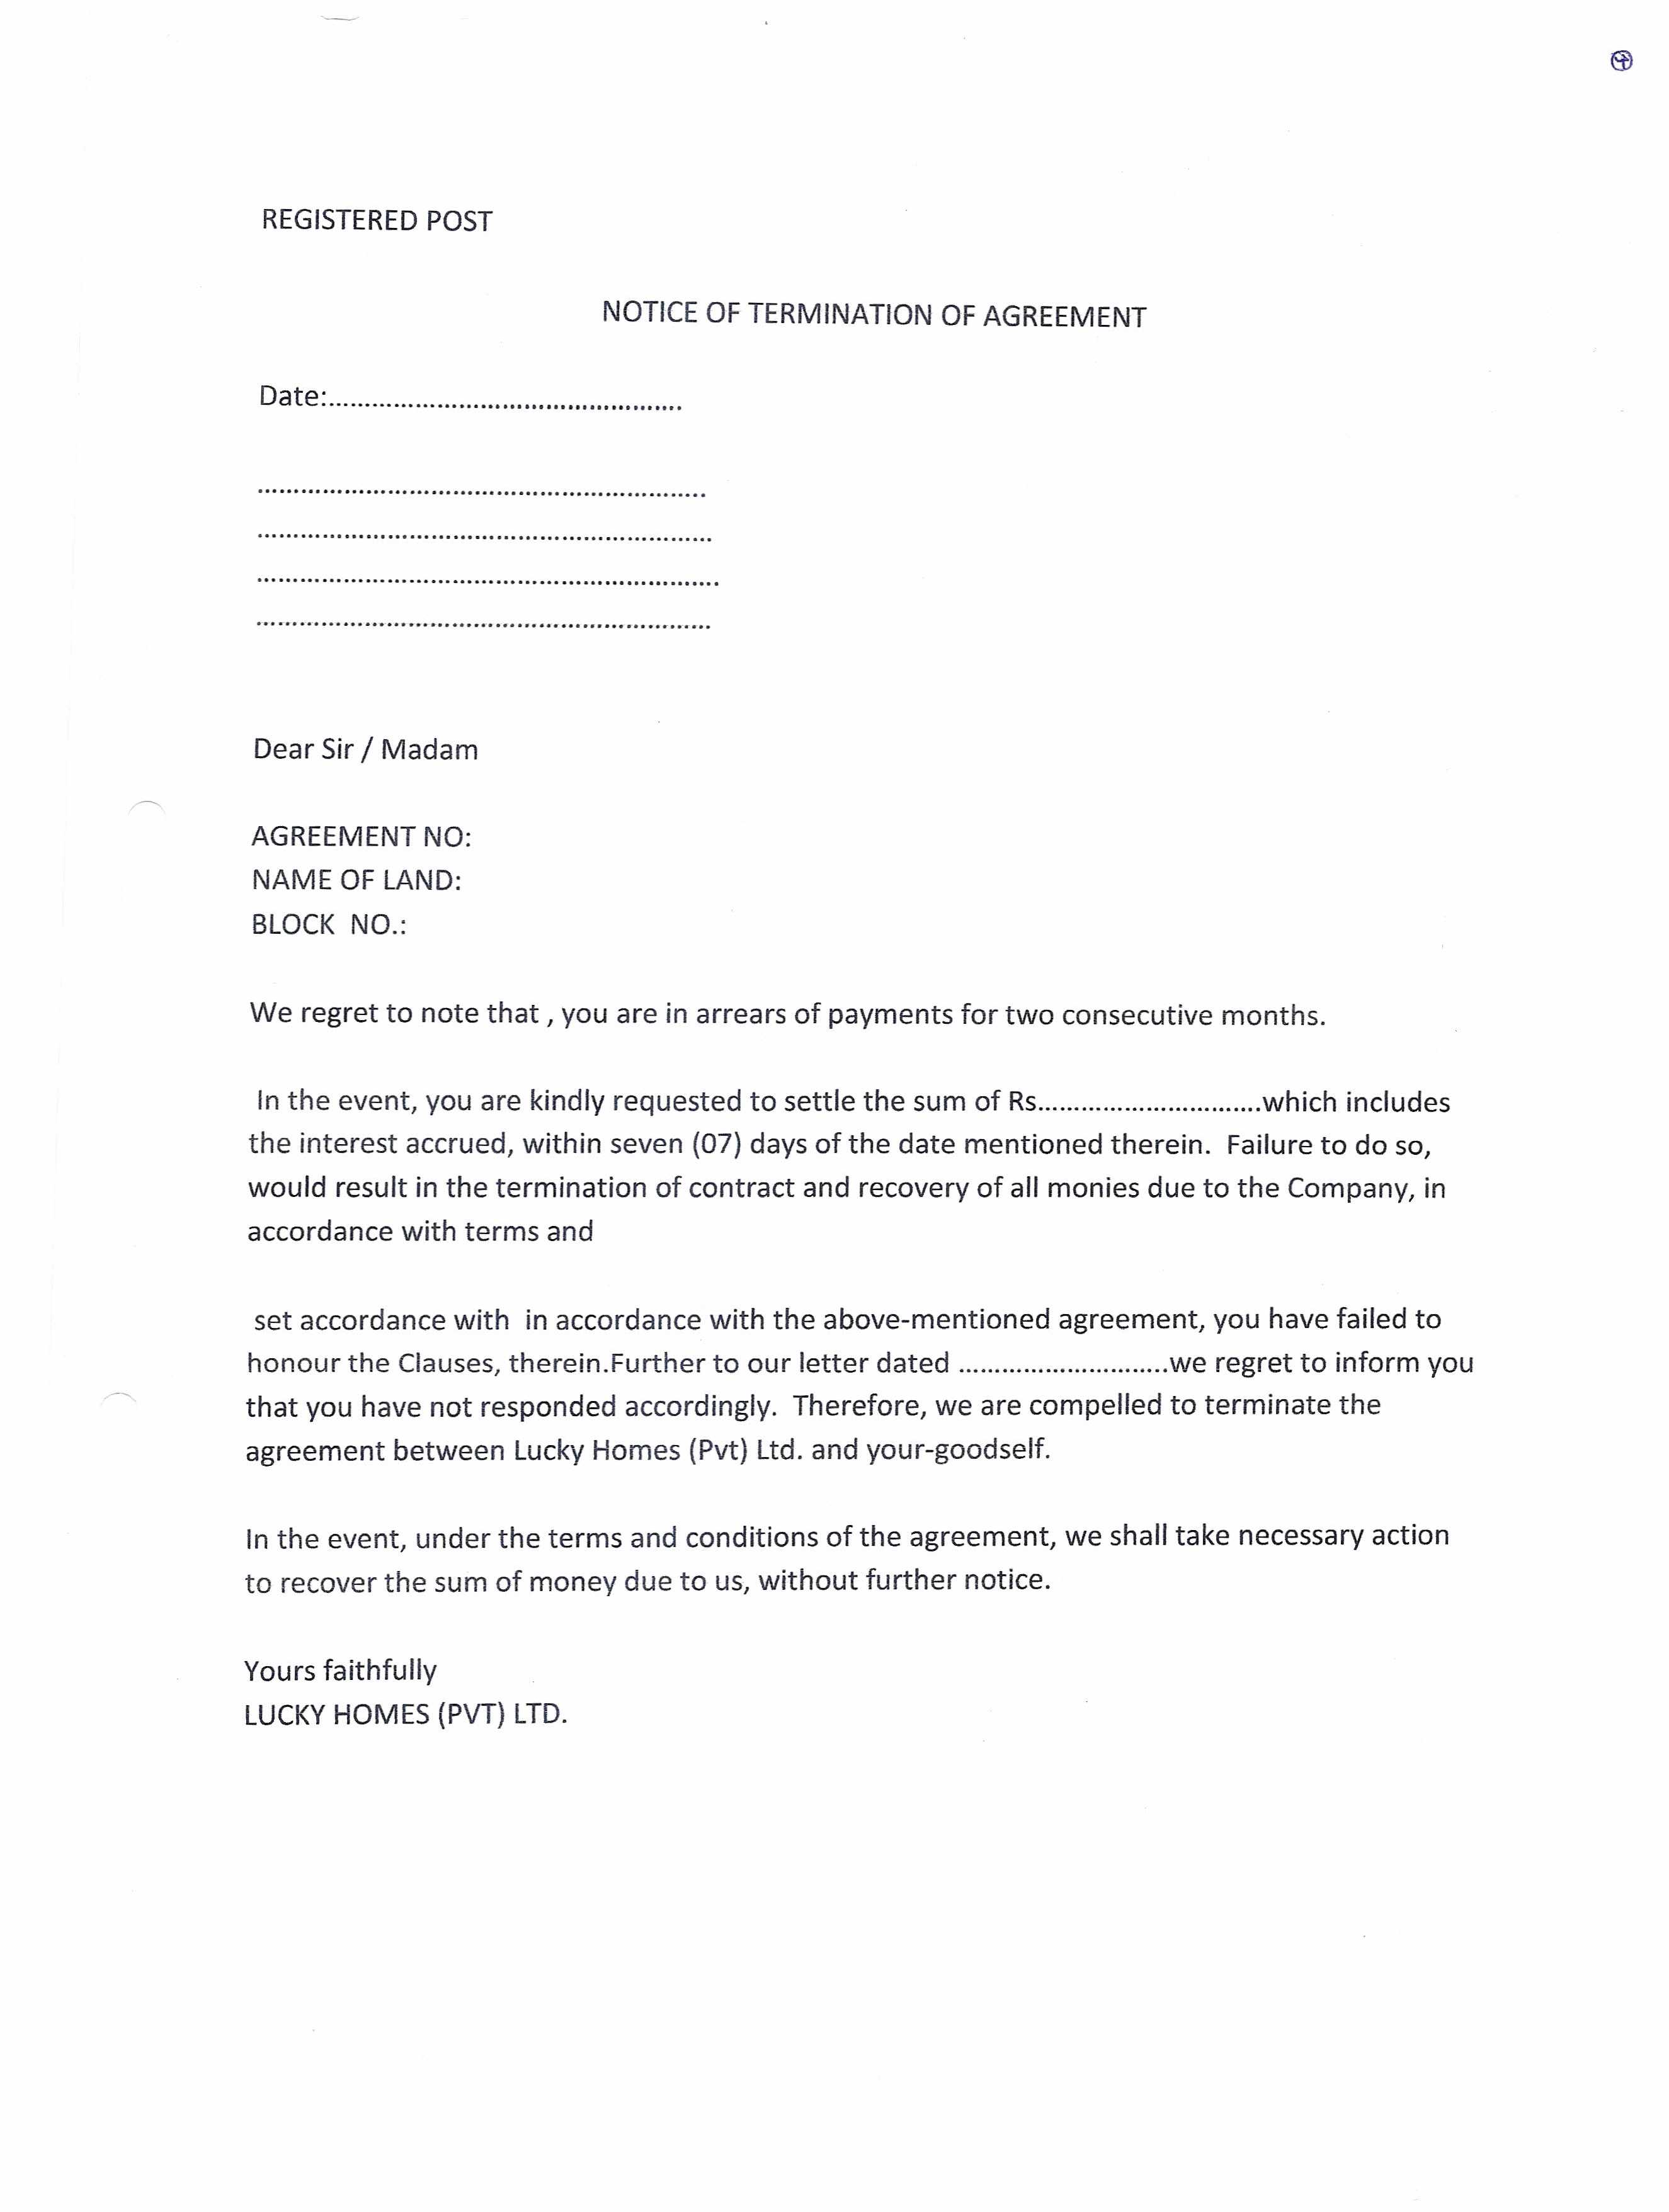 4
REGISTERED POST
NOTICE OF TERMINATION OF AGREEMENT
Date:.................................................
..............................................................
..............................................................
................................................................
...............................................................
Dear Sir / Madam
AGREEMENT NO:
NAME OF LAND:
BLOCK  NO.:
We regret to note that , you are in arrears of payments for two consecutive months.
In the event, you are kindly requested to settle the sum of Rs...............................which includes
the interest accrued, within seven (07) days of the date mentioned therein.  Failure to do so,
would result in the termination of contract and recovery of all monies due to the Company, in
accordance with terms and
set accordance with  in accordance with the above-mentioned agreement, you have failed to
honour the Clauses, therein.Further to our letter dated .............................we regret to inform you
that you have not responded accordingly.  Therefore, we are compelled to terminate the
agreement between Lucky Homes (Pvt) Ltd. and your-goodself.
In the event, under the terms and conditions of the agreement, we shall take necessary action
to recover the sum of money due to us, without further notice.
Yours faithfully
LUCKY HOMES (PVT) LTD.